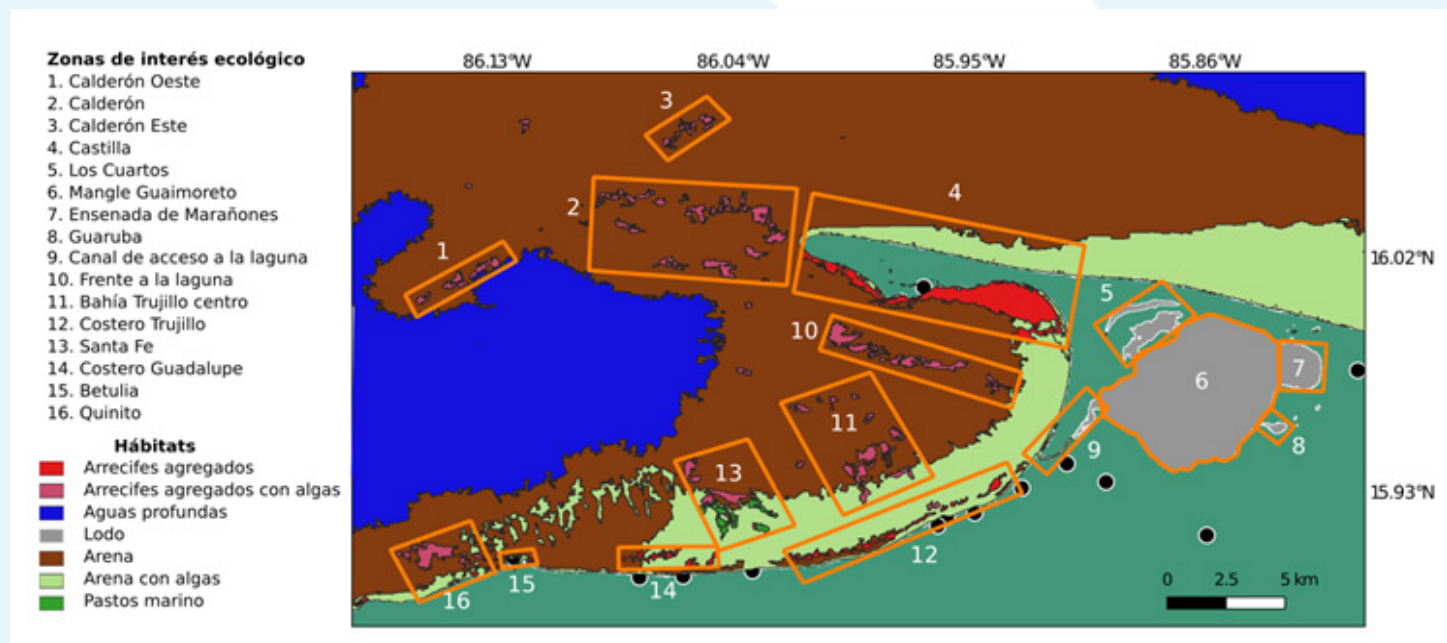 Zonas de interés ecológico
1. Calderón Oeste
2. Calderón
3. Calderón Este
4. Castilla
5. Los Cuartos
6. Mangle Guaimoreto
7. Ensenada de Marañones
8. Guaruba
9. Canal de acceso a la laguna
10. Frente a la laguna
11. Bahía Trujillo centro
12. Costero Trujillo
13. Santa Fe
14. Costero Guadalupe
15. Betulia
16. Quinito
Hábitats
Arrecifes agregados
Arrecifes agregados con algas
Aguas profundas
Lodo
Arena
Arena con algas
Pastos marino
86.13°W 86.04°W 85.95°W 85.86°W
3
2
4
1
16.02°N
5
10
7
6
11
8
9
13
15.93°N
12
15
14
16
0 2.5 5 km